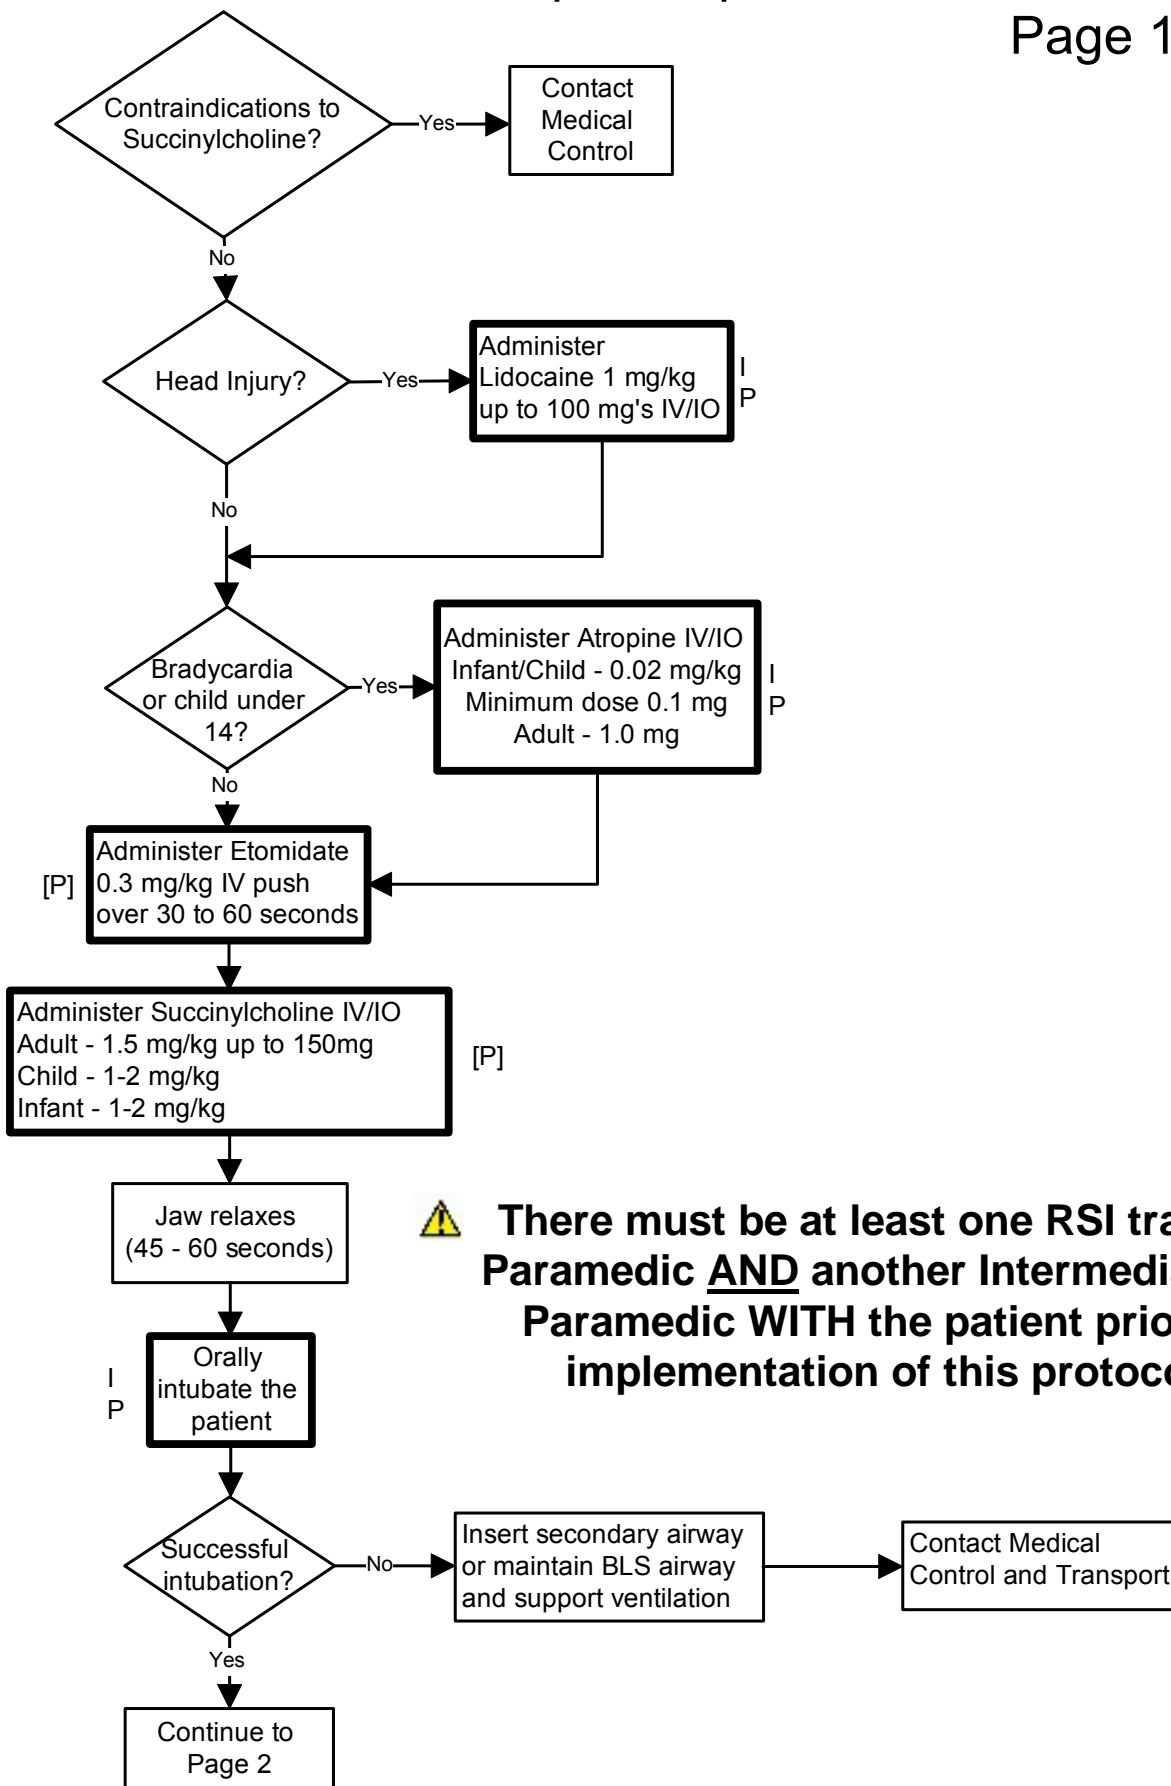 Page 1
Contraindications to
Succinylcholine?
Yes
Contact
Medical
Control
No
Head Injury?
Yes
Administer
Lidocaine 1 mg/kg
up to 100 mg's IV/IO
I
P
No
Bradycardia
or child under
14?
Yes
Administer Atropine IV/IO
Infant/Child - 0.02 mg/kg
Minimum dose 0.1 mg
Adult - 1.0 mg
I
P
No
[P]
Administer Etomidate
0.3 mg/kg IV push
over 30 to 60 seconds
Administer Succinylcholine IV/IO
Adult - 1.5 mg/kg up to 150mg
Child - 1-2 mg/kg
Infant - 1-2 mg/kg
[P]
Jaw relaxes
(45 - 60 seconds)
There must be at least one RSI tra
Paramedic AND another Intermedi
Paramedic WITH the patient prio
implementation of this protoc
I
P
Orally
intubate the
patient
Successful
intubation?
No
Insert secondary airway
or maintain BLS airway
and support ventilation
Contact Medical
Control and Transport
Yes
Continue to
Page 2